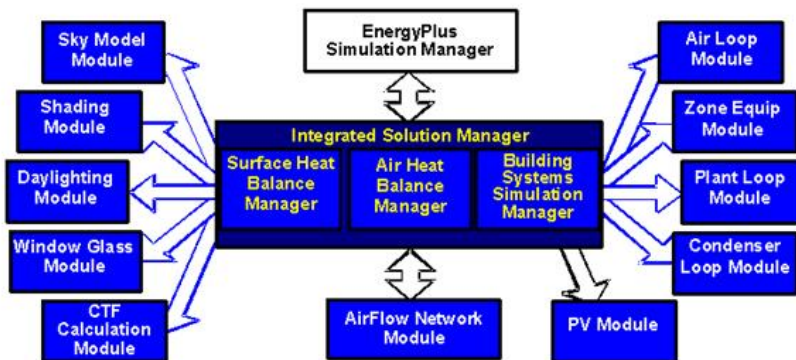 EnergyPlus
Simulation Manager
Sky Model
Module
Shading
Module
Daylighting
Module
Window Glass
Module
CTF
Calculation
Module
Integrated Solution Manager
Surface Heat
Balance
Manager
Air Heat
Balance
Manager
Building
Systems
Simulation
Manager
AirFlow Network
Module
Air Loop
Module
Zone Equip
Module
Plant Loop
Module
Condenser
Loop Module
PV Module